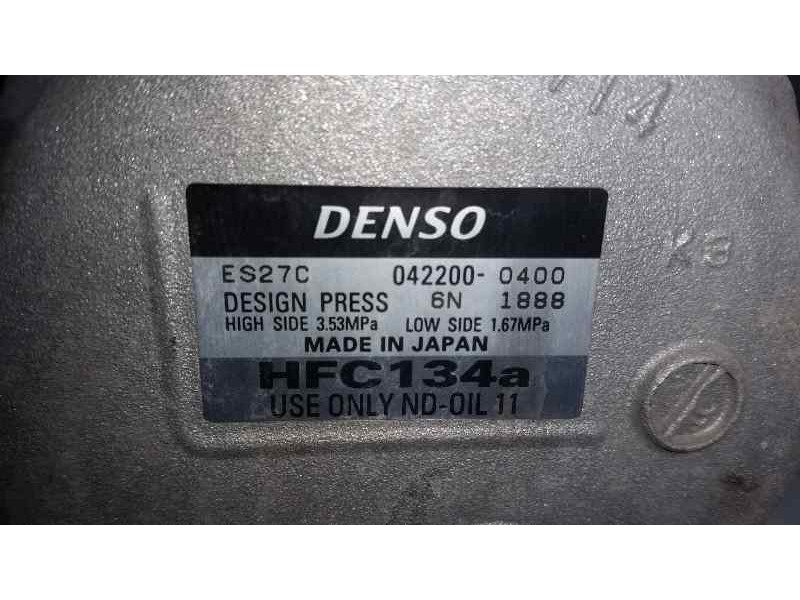 114
DENSO
ES27C 042200-0400
DESIGN PRESS 6N 1888
HIGH SIDE 3.53MPa LOW SIDE 1.67MPa
MADE IN JAPAN
HFC134a
USE ONLY ND-OIL 11